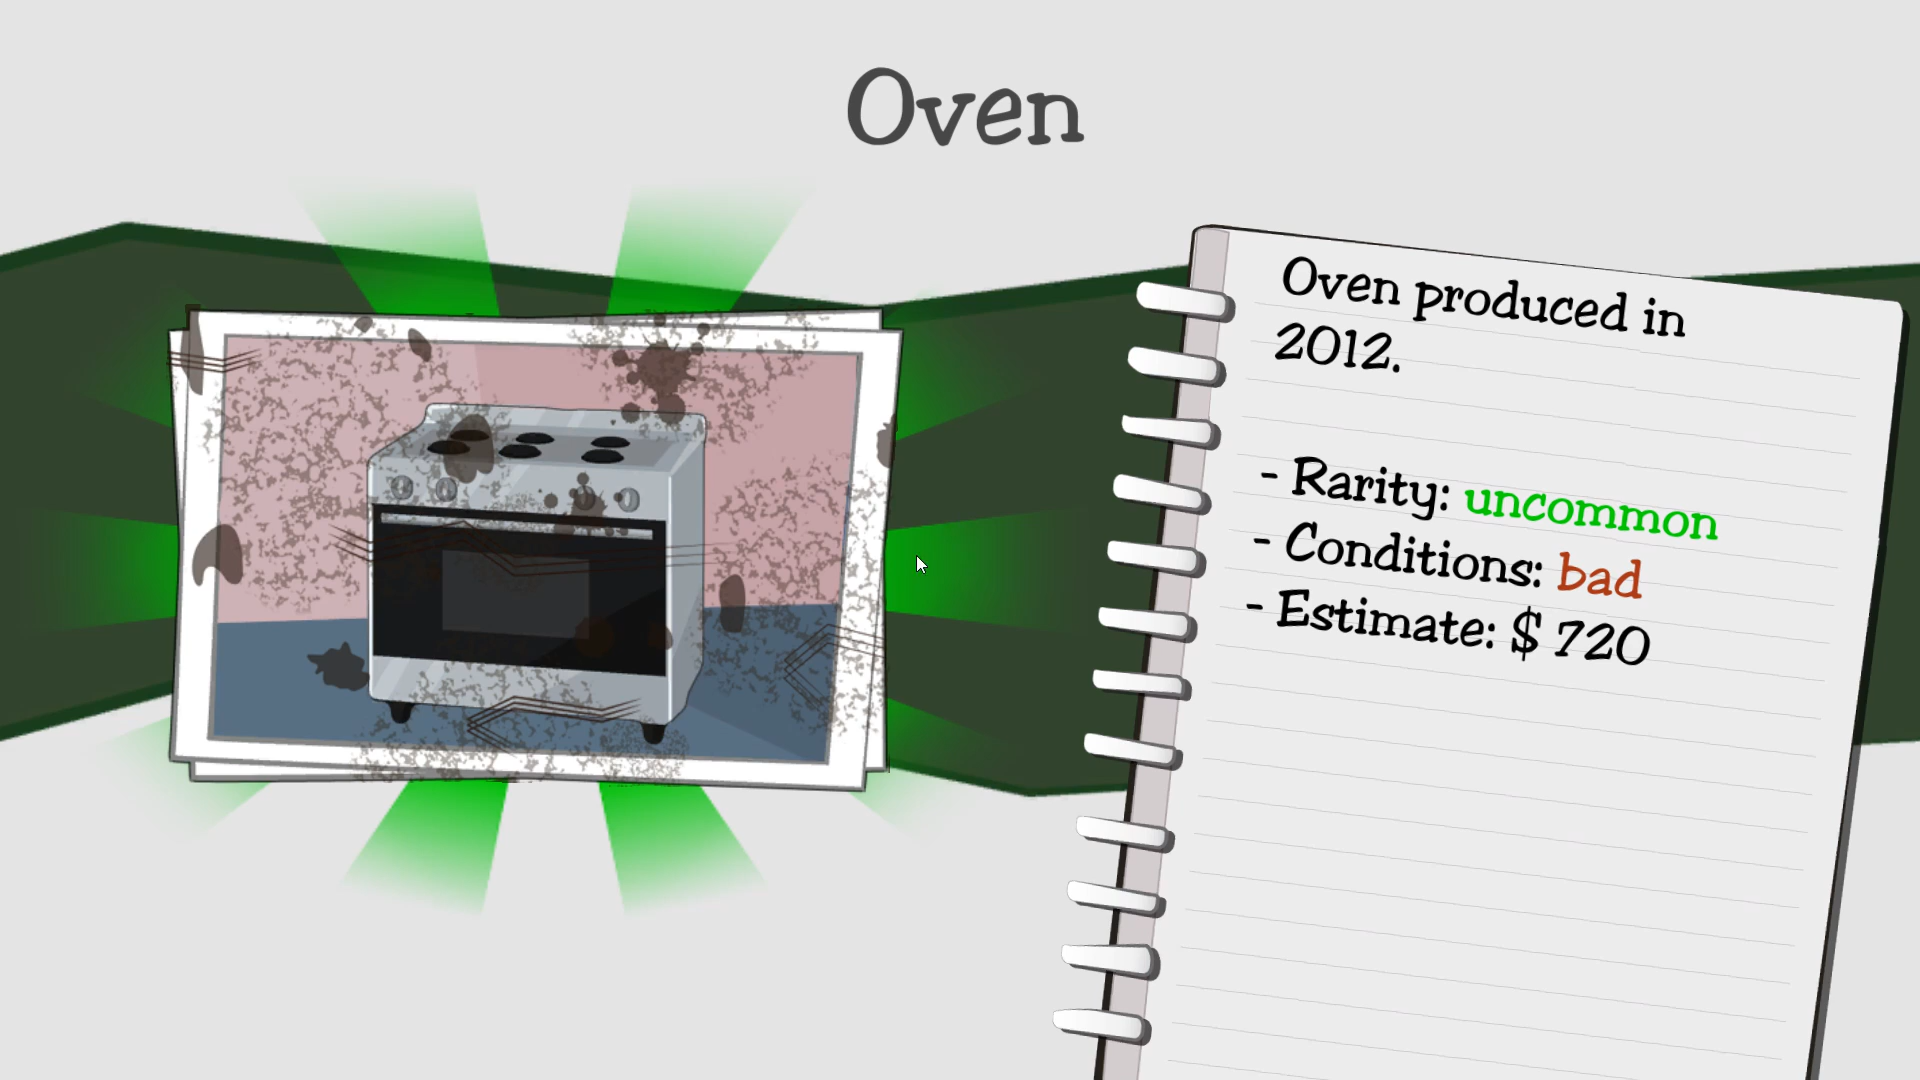 Oven
Oven produced in
2012.
- Rarity: uncommon
- Conditions: bad
- Estimate: $ 720